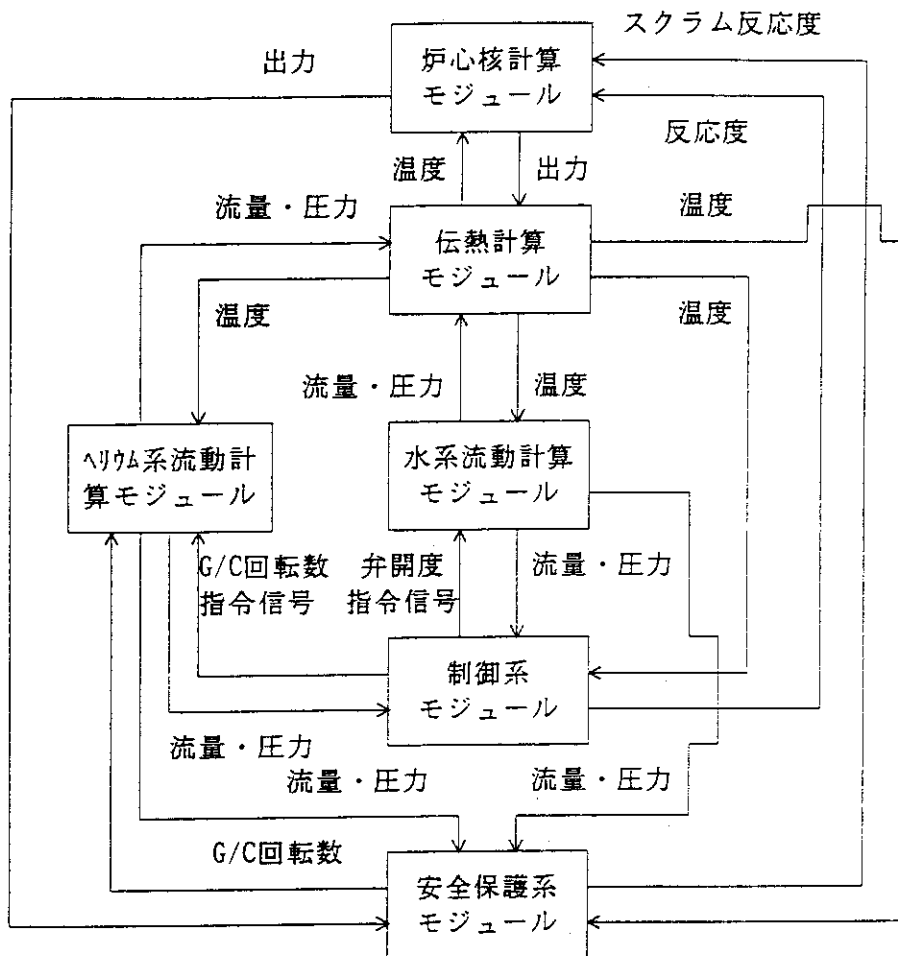 スクラム反応度
出力
炉心核計算
モジュール
反応度
温度
出力
流量・圧力
温度
伝熱計算
モジュール
温度
温度
流量・圧力
温度
ヘリウム系流動計
算モジュール
水系流動計算
モジュール
G/C回転数
指令信号
弁開度
指令信号
流量・圧力
制御系
モジュール
流量・圧力
流量・圧力
流量・圧力
G/C回転数
安全保護系
モジュール